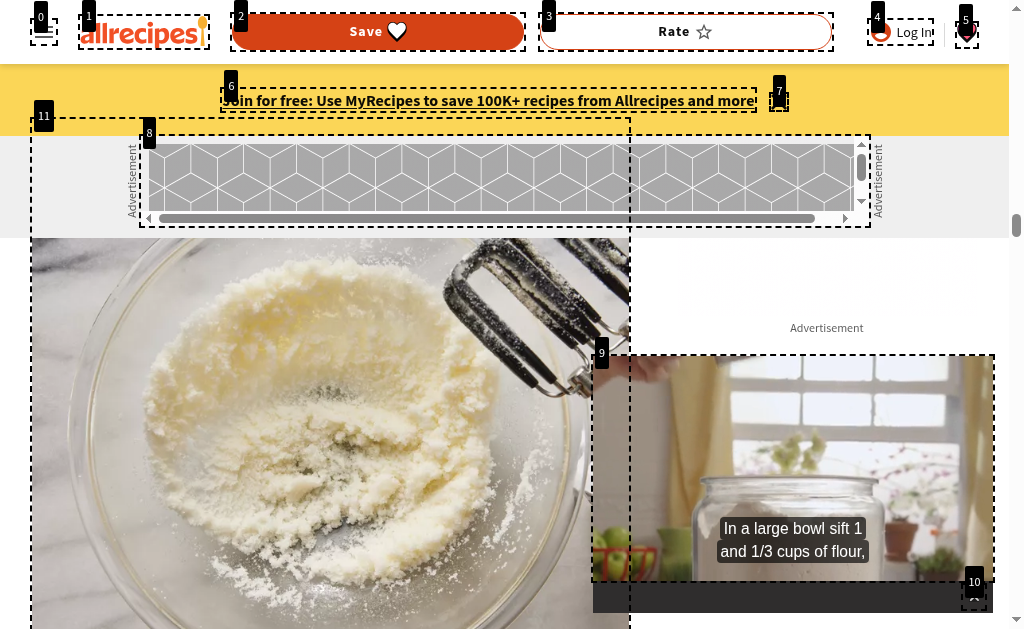 0
1
2
3
4
5
allrecipes
Save
Rate
Log In
6
7
Join for free: Use MyRecipes to save 100K+ recipes from Allrecipes and more
11
8
Advertisement
Advertisement
Advertisement
9
In a large bowl sift 1
and 1/3 cups of flour,
10